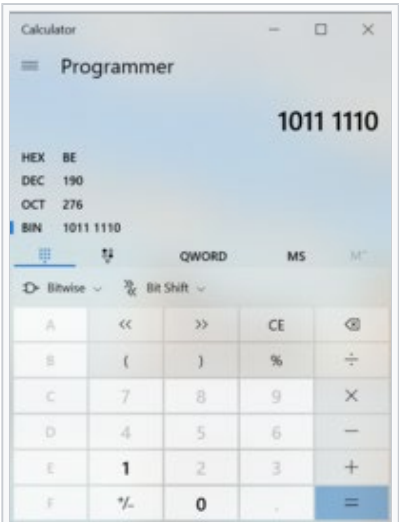 Calculator
Programmer
1011 1110
HEX BE
DEC 190
OCT 276
BIN 1011 1110
QWORD MS M˅
Bitwise Bit Shift
A << >> CE
B ( ) % ÷
C 7 8 9 ×
D 4 5 6 −
E 1 2 3 +
F +/- 0 . =